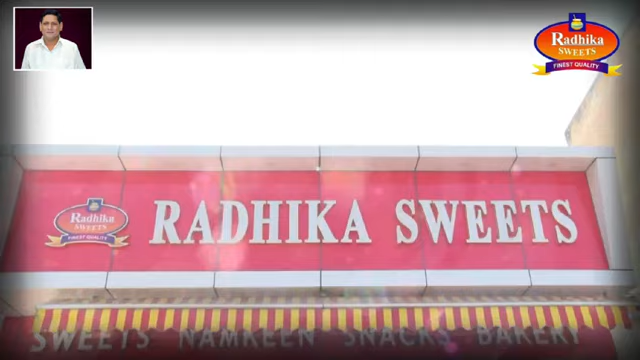 Radhika
SWEETS
FINEST QUALITY
Radhika
SWEETS
FINEST QUALITY
RADHIKA SWEETS
SWEETS NAMKEEN SNACKS BAKERY